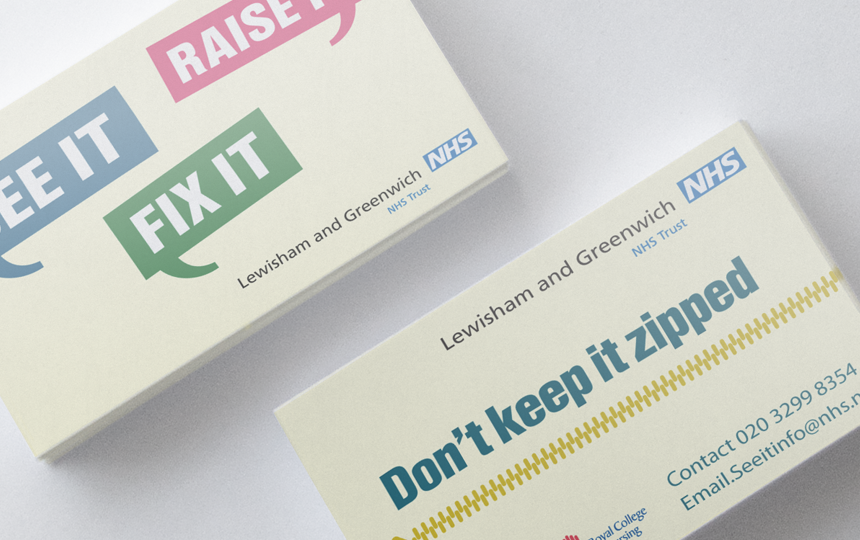 RAISE
SEE IT
FIX IT
NHS
Lewisham and Greenwich
NHS Trust
NHS
Lewisham and Greenwich
NHS Trust
Don't keep it zipped
Contact 020 3299 8354
Email.Seeitinfo@nhs.n
Royal College